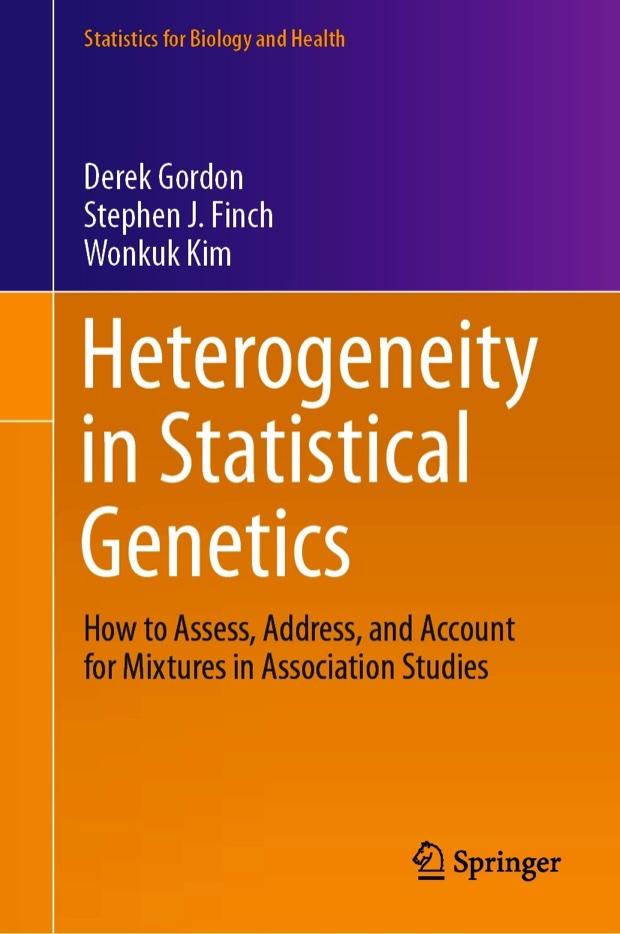 Statistics for Biology and Health
Derek Gordon
Stephen J. Finch
Wonkuk Kim
Heterogeneity
in Statistical
Genetics
How to Assess, Address, and Account
for Mixtures in Association Studies
Springer